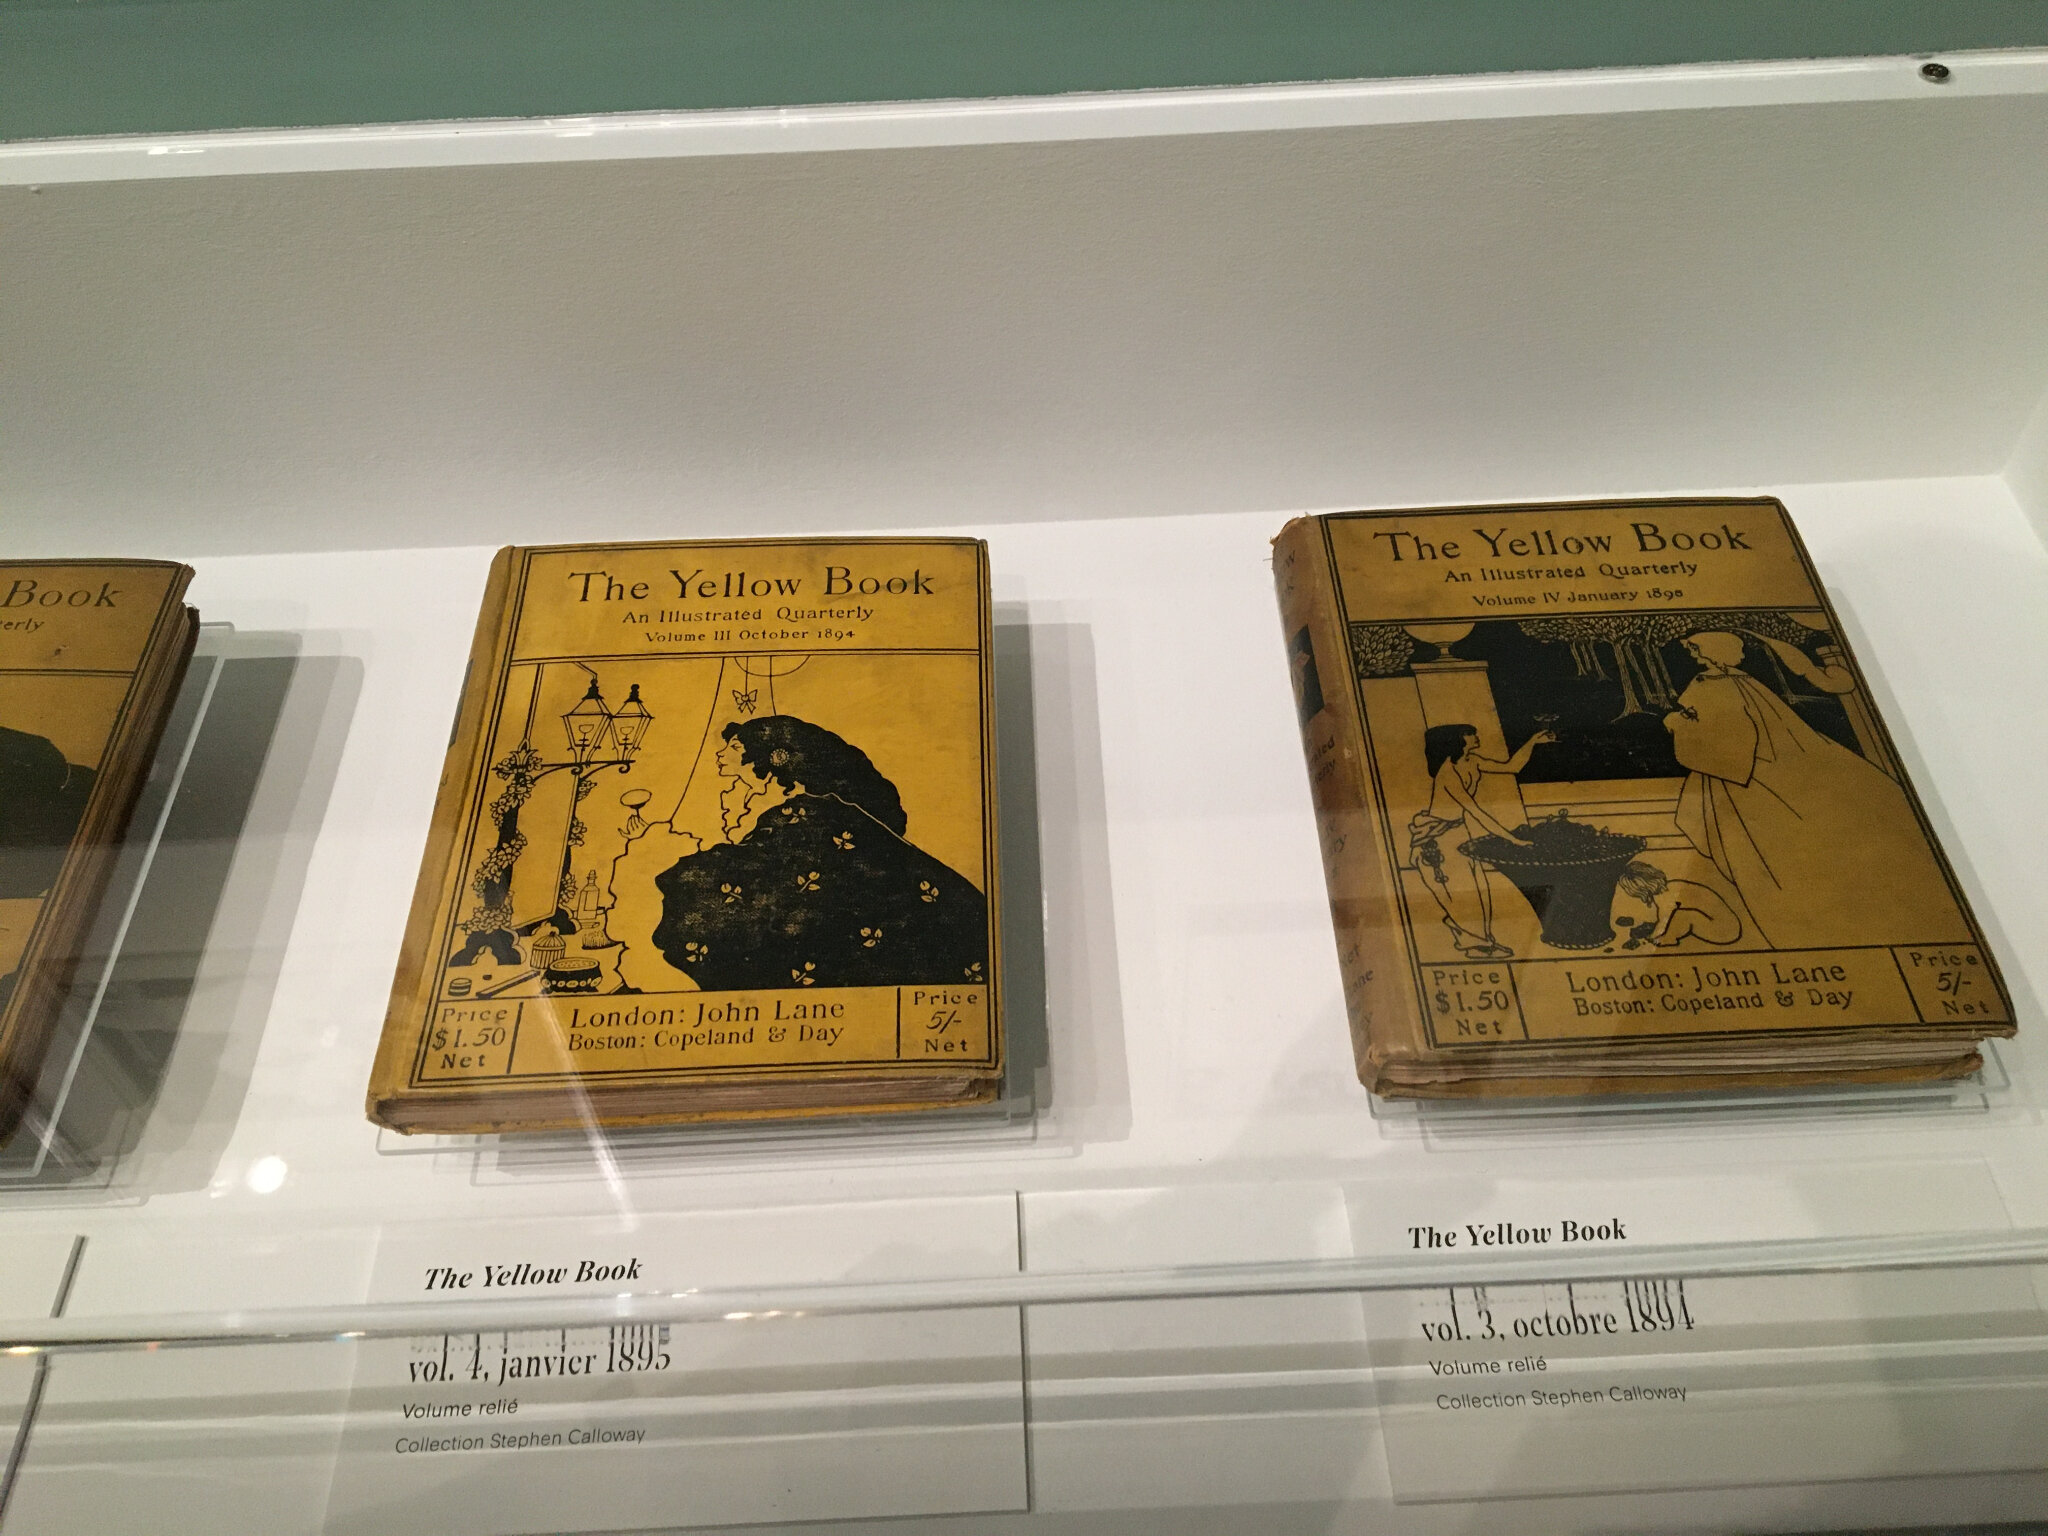 Book
The Yellow Book
An Illustrated Quarterly
Volume III October 1894
Price
$1.50
Net
London: John Lane
Boston: Copeland & Day
Price
5/-
Net
The Yellow Book
An Illustrated Quarterly
Volume IV January 1895
Price
$1.50
Net
London: John Lane
Boston: Copeland & Day
Price
5/-
Net
The Yellow Book
vol. 4, janvier 1895
Volume relié
Collection Stephen Calloway
The Yellow Book
vol. 3, octobre 1894
Volume relié
Collection Stephen Calloway